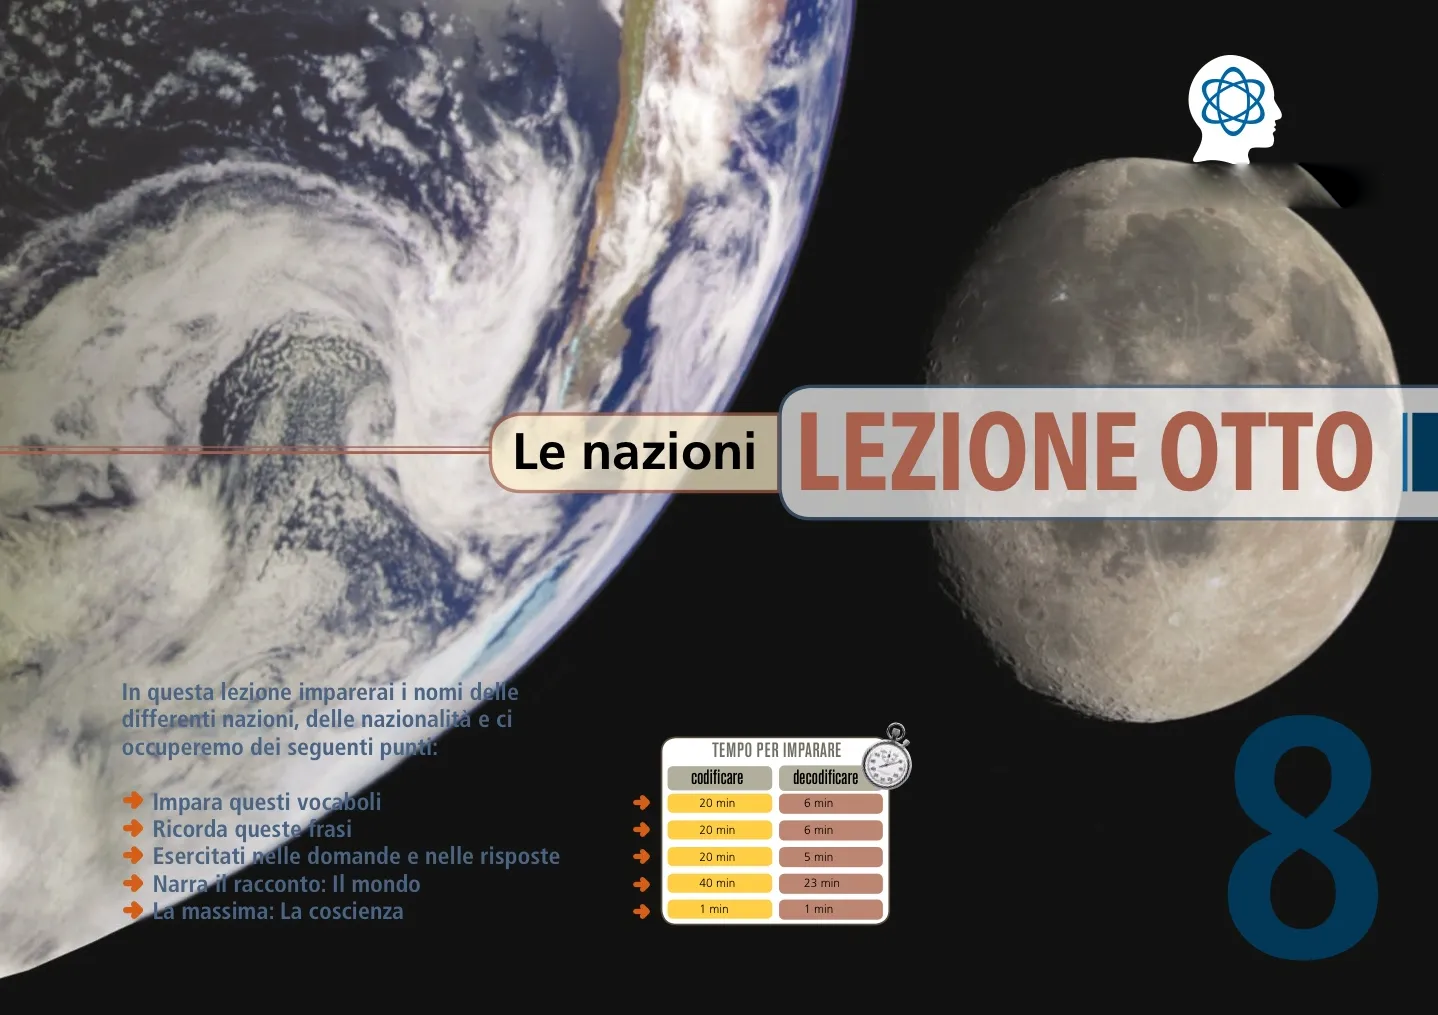 Le nazioni
LEZIONE OTTO
In questa lezione imparerai i nomi delle
differenti nazioni, delle nazionalità e ci
occuperemo dei seguenti punti:
Impara questi vocaboli
Ricorda queste frasi
Esercitati nelle domande e nelle risposte
Narra il racconto: Il mondo
La massima: La coscienza
TEMPO PER IMPARARE
codificare decodificare
20 min 6 min
20 min 6 min
20 min 5 min
40 min 23 min
1 min 1 min
8